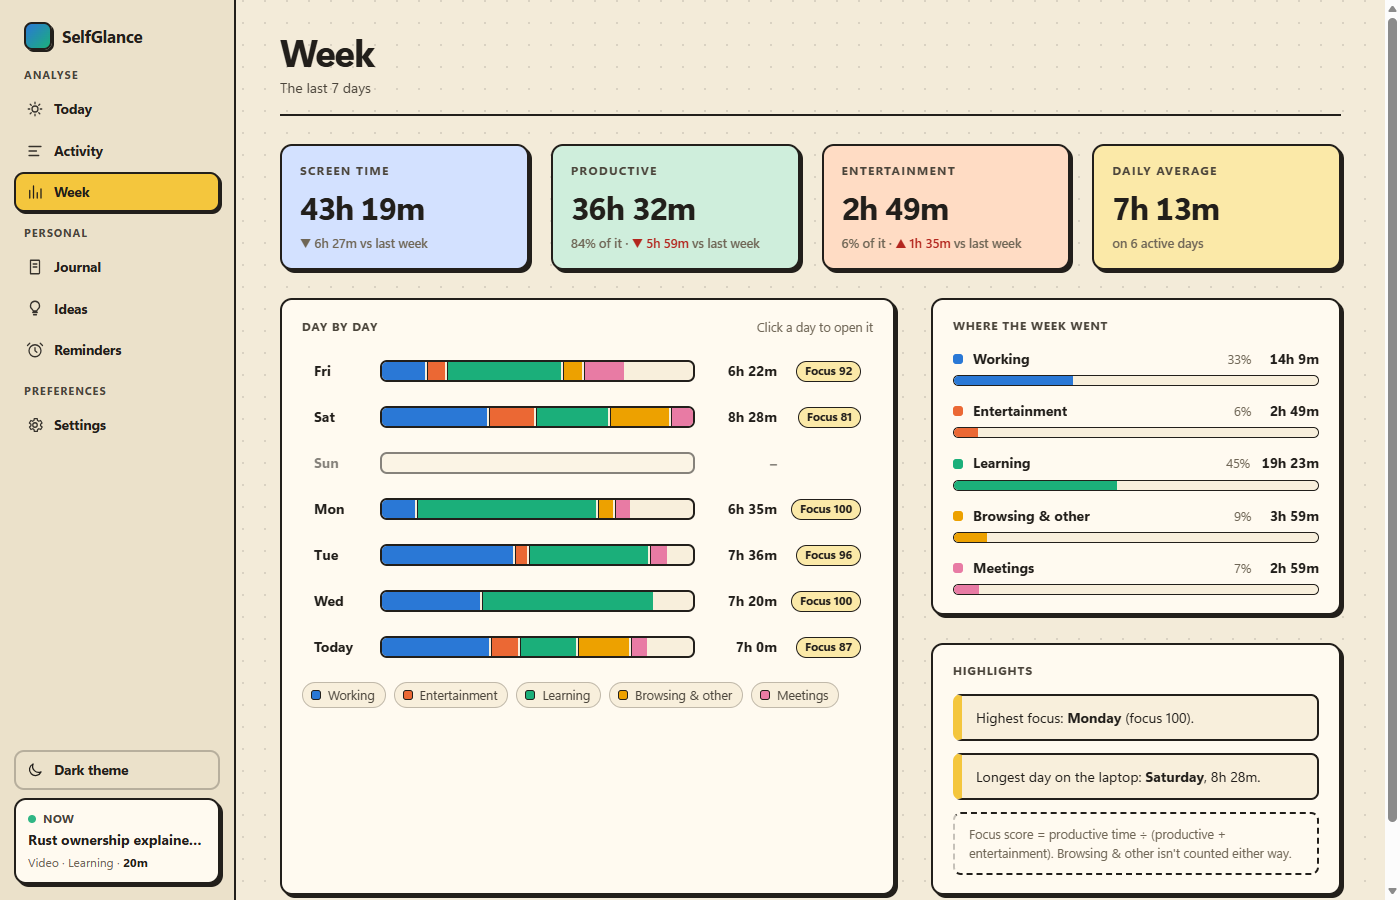 SelfGlance
ANALYSE
Today
Activity
Week
PERSONAL
Journal
Ideas
Reminders
PREFERENCES
Settings
Dark theme
NOW
Rust ownership explaine...
Video · Learning · 20m
Week
The last 7 days
SCREEN TIME
43h 19m
▼ 6h 27m vs last week
PRODUCTIVE
36h 32m
84% of it · ▼ 5h 59m vs last week
ENTERTAINMENT
2h 49m
6% of it · ▲ 1h 35m vs last week
DAILY AVERAGE
7h 13m
on 6 active days
DAY BY DAY Click a day to open it
Fri 6h 22m Focus 92
Sat 8h 28m Focus 81
Sun –
Mon 6h 35m Focus 100
Tue 7h 36m Focus 96
Wed 7h 20m Focus 100
Today 7h 0m Focus 87
Working Entertainment Learning Browsing & other Meetings
WHERE THE WEEK WENT
Working 33% 14h 9m
Entertainment 6% 2h 49m
Learning 45% 19h 23m
Browsing & other 9% 3h 59m
Meetings 7% 2h 59m
HIGHLIGHTS
Highest focus: Monday (focus 100).
Longest day on the laptop: Saturday, 8h 28m.
Focus score = productive time ÷ (productive +
entertainment). Browsing & other isn't counted either way.